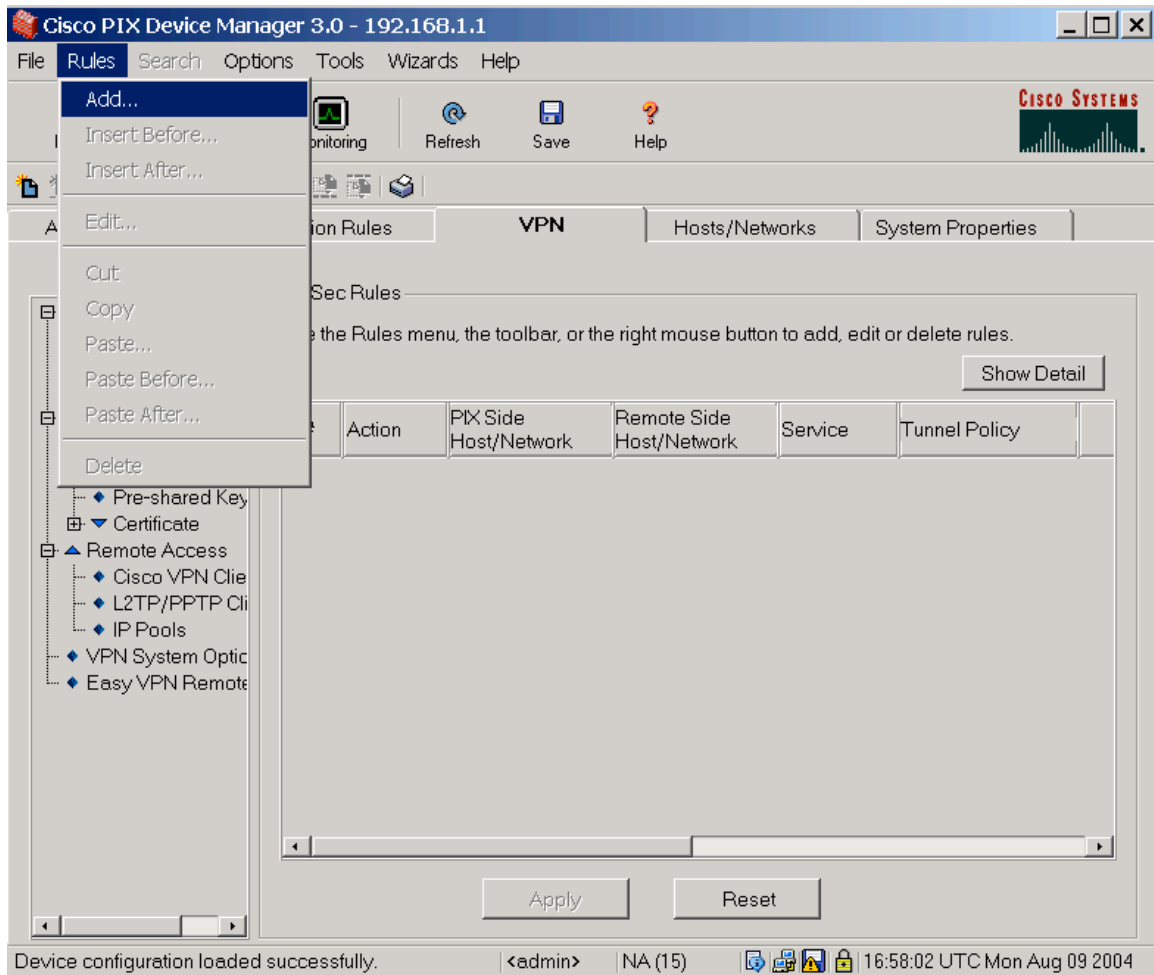 Cisco PIX Device Manager 3.0 - 192.168.1.1
File Rules Search Options Tools Wizards Help
Add...
Insert Before...
Insert After...
Edit...
Cut
Copy
Paste...
Paste Before...
Paste After...
Delete
onitoring Refresh Save Help
CISCO SYSTEMS
A ion Rules VPN Hosts/Networks System Properties
Sec Rules
e the Rules menu, the toolbar, or the right mouse button to add, edit or delete rules.
Show Detail
# Action PIX Side Host/Network Remote Side Host/Network Service Tunnel Policy
Pre-shared Key
Certificate
Remote Access
Cisco VPN Clie
L2TP/PPTP Cli
IP Pools
VPN System Optic
Easy VPN Remote
Apply Reset
Device configuration loaded successfully. <admin> NA (15) 16:58:02 UTC Mon Aug 09 2004